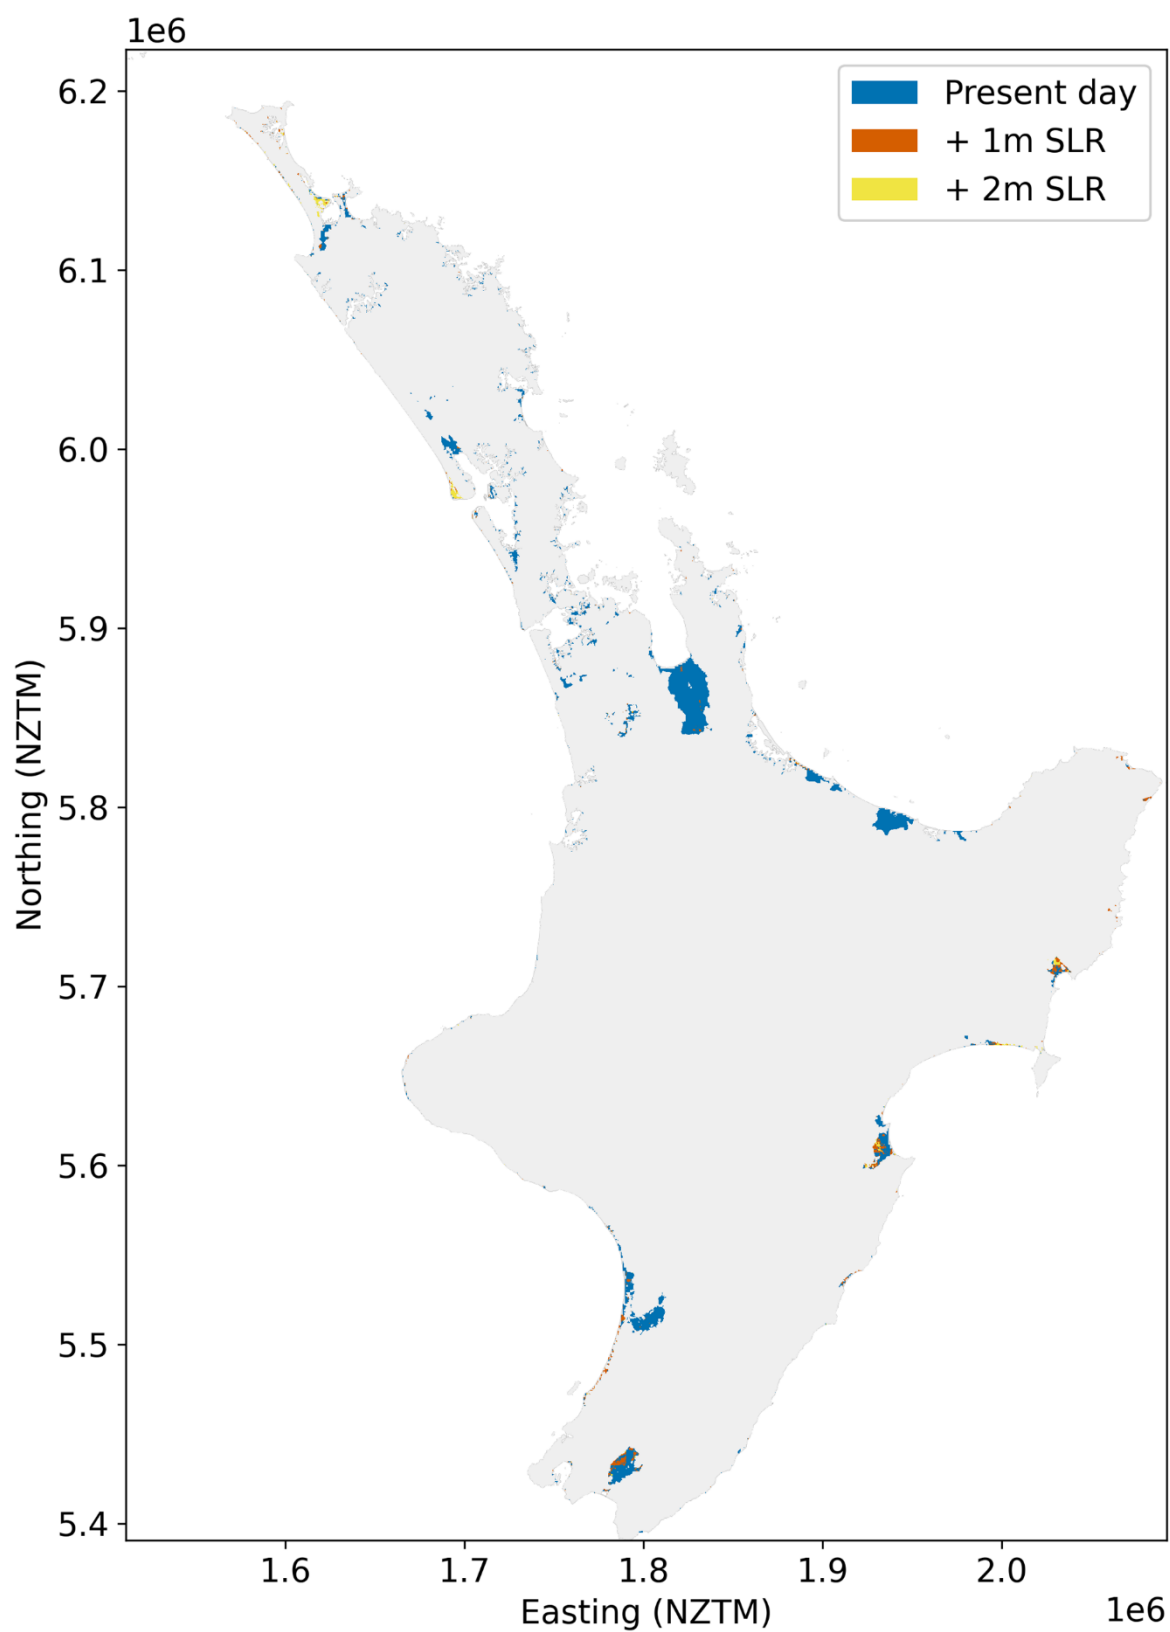 1e6
Present day
+ 1m SLR
+ 2m SLR
6.2
6.1
6.0
5.9
5.8
5.7
5.6
5.5
5.4
Northing (NZTM)
1.6 1.7 1.8 1.9 2.0
Easting (NZTM)
1e6